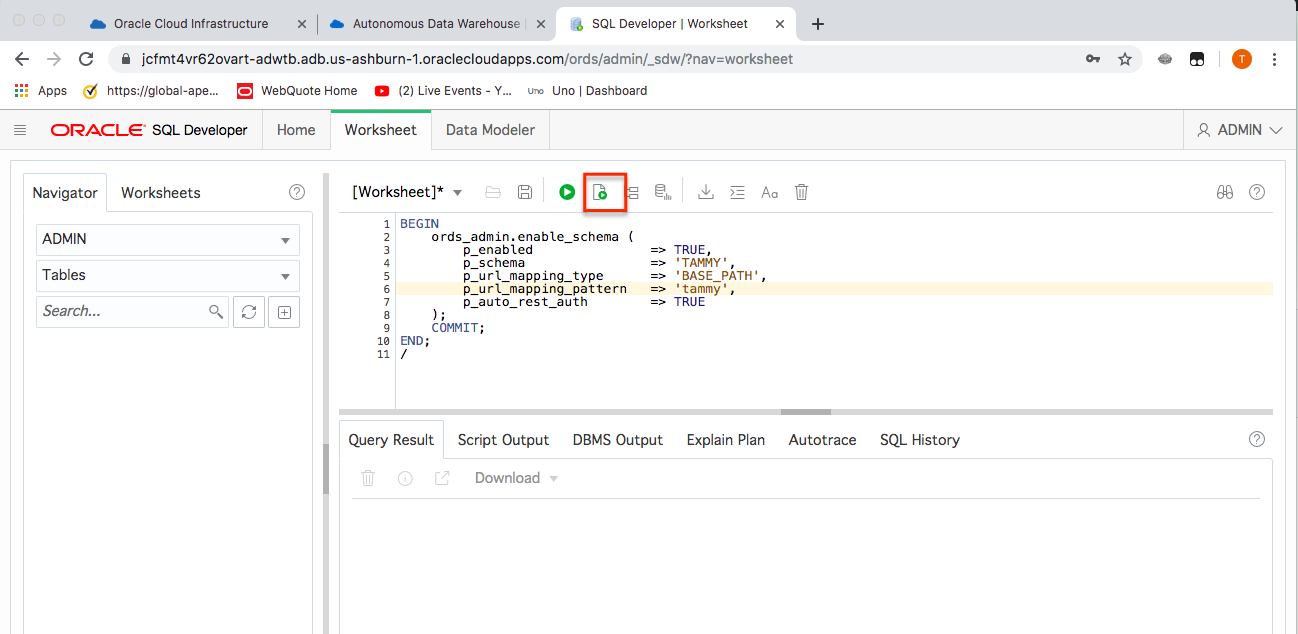 Oracle Cloud Infrastructure
Autonomous Data Warehouse
SQL Developer | Worksheet
jcfmt4vr62ovart-adwtb.adb.us-ashburn-1.oraclecloudapps.com/ords/admin/_sdw/?nav=worksheet
T
Apps
https://global-ape...
WebQuote Home
(2) Live Events - Y...
Uno
Uno | Dashboard
ORACLE SQL Developer
Home
Worksheet
Data Modeler
ADMIN
Navigator
Worksheets
[Worksheet]*
Aa
ADMIN
Tables
Search...
1 BEGIN
2 ords_admin.enable_schema (
3 p_enabled => TRUE,
4 p_schema => 'TAMMY',
5 p_url_mapping_type => 'BASE_PATH',
6 p_url_mapping_pattern => 'tammy',
7 p_auto_rest_auth => TRUE
8 );
9 COMMIT;
10 END;
11 /
Query Result
Script Output
DBMS Output
Explain Plan
Autotrace
SQL History
Download